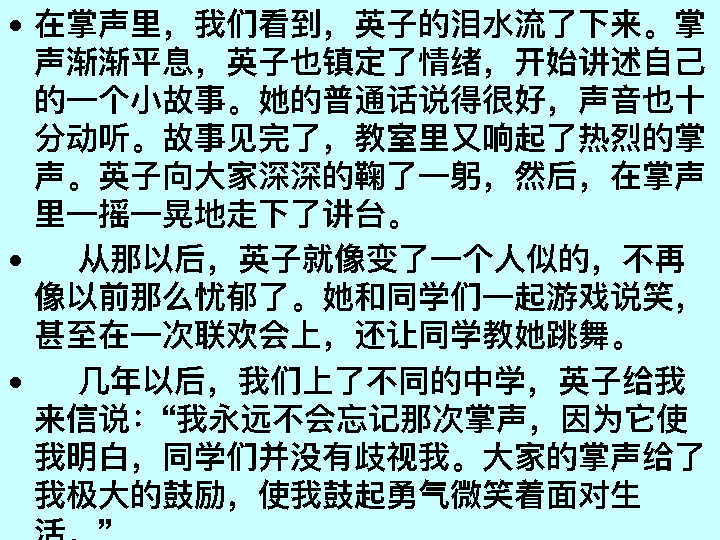 • 在掌声里，我们看到，英子的泪水流了下来。掌
声渐渐平息，英子也镇定了情绪，开始讲述自己
的一个小故事。她的普通话说得很好，声音也十
分动听。故事见完了，教室里又响起了热烈的掌
声。英子向大家深深的鞠了一躬，然后，在掌声
里一摇一晃地走下了讲台。
• 从那以后，英子就像变了一个人似的，不再
像以前那么忧郁了。她和同学们一起游戏说笑，
甚至在一次联欢会上，还让同学教她跳舞。
• 几年以后，我们上了不同的中学，英子给我
来信说：“我永远不会忘记那次掌声，因为它使
我明白，同学们并没有歧视我。大家的掌声给了
我极大的鼓励，使我鼓起勇气微笑着面对生
活。”